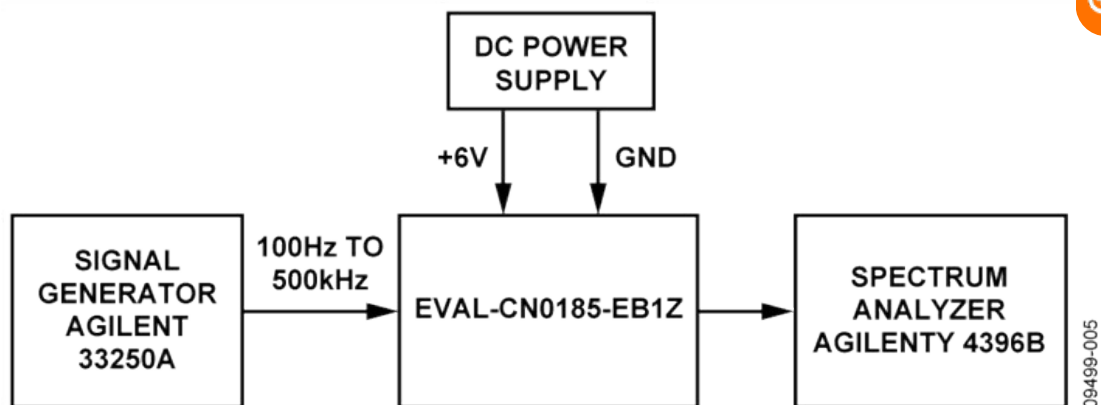 DC POWER
SUPPLY
+6V
GND
SIGNAL
GENERATOR
AGILENT
33250A
100Hz TO
500kHz
EVAL-CN0185-EB1Z
SPECTRUM
ANALYZER
AGILENTY 4396B
09499-005